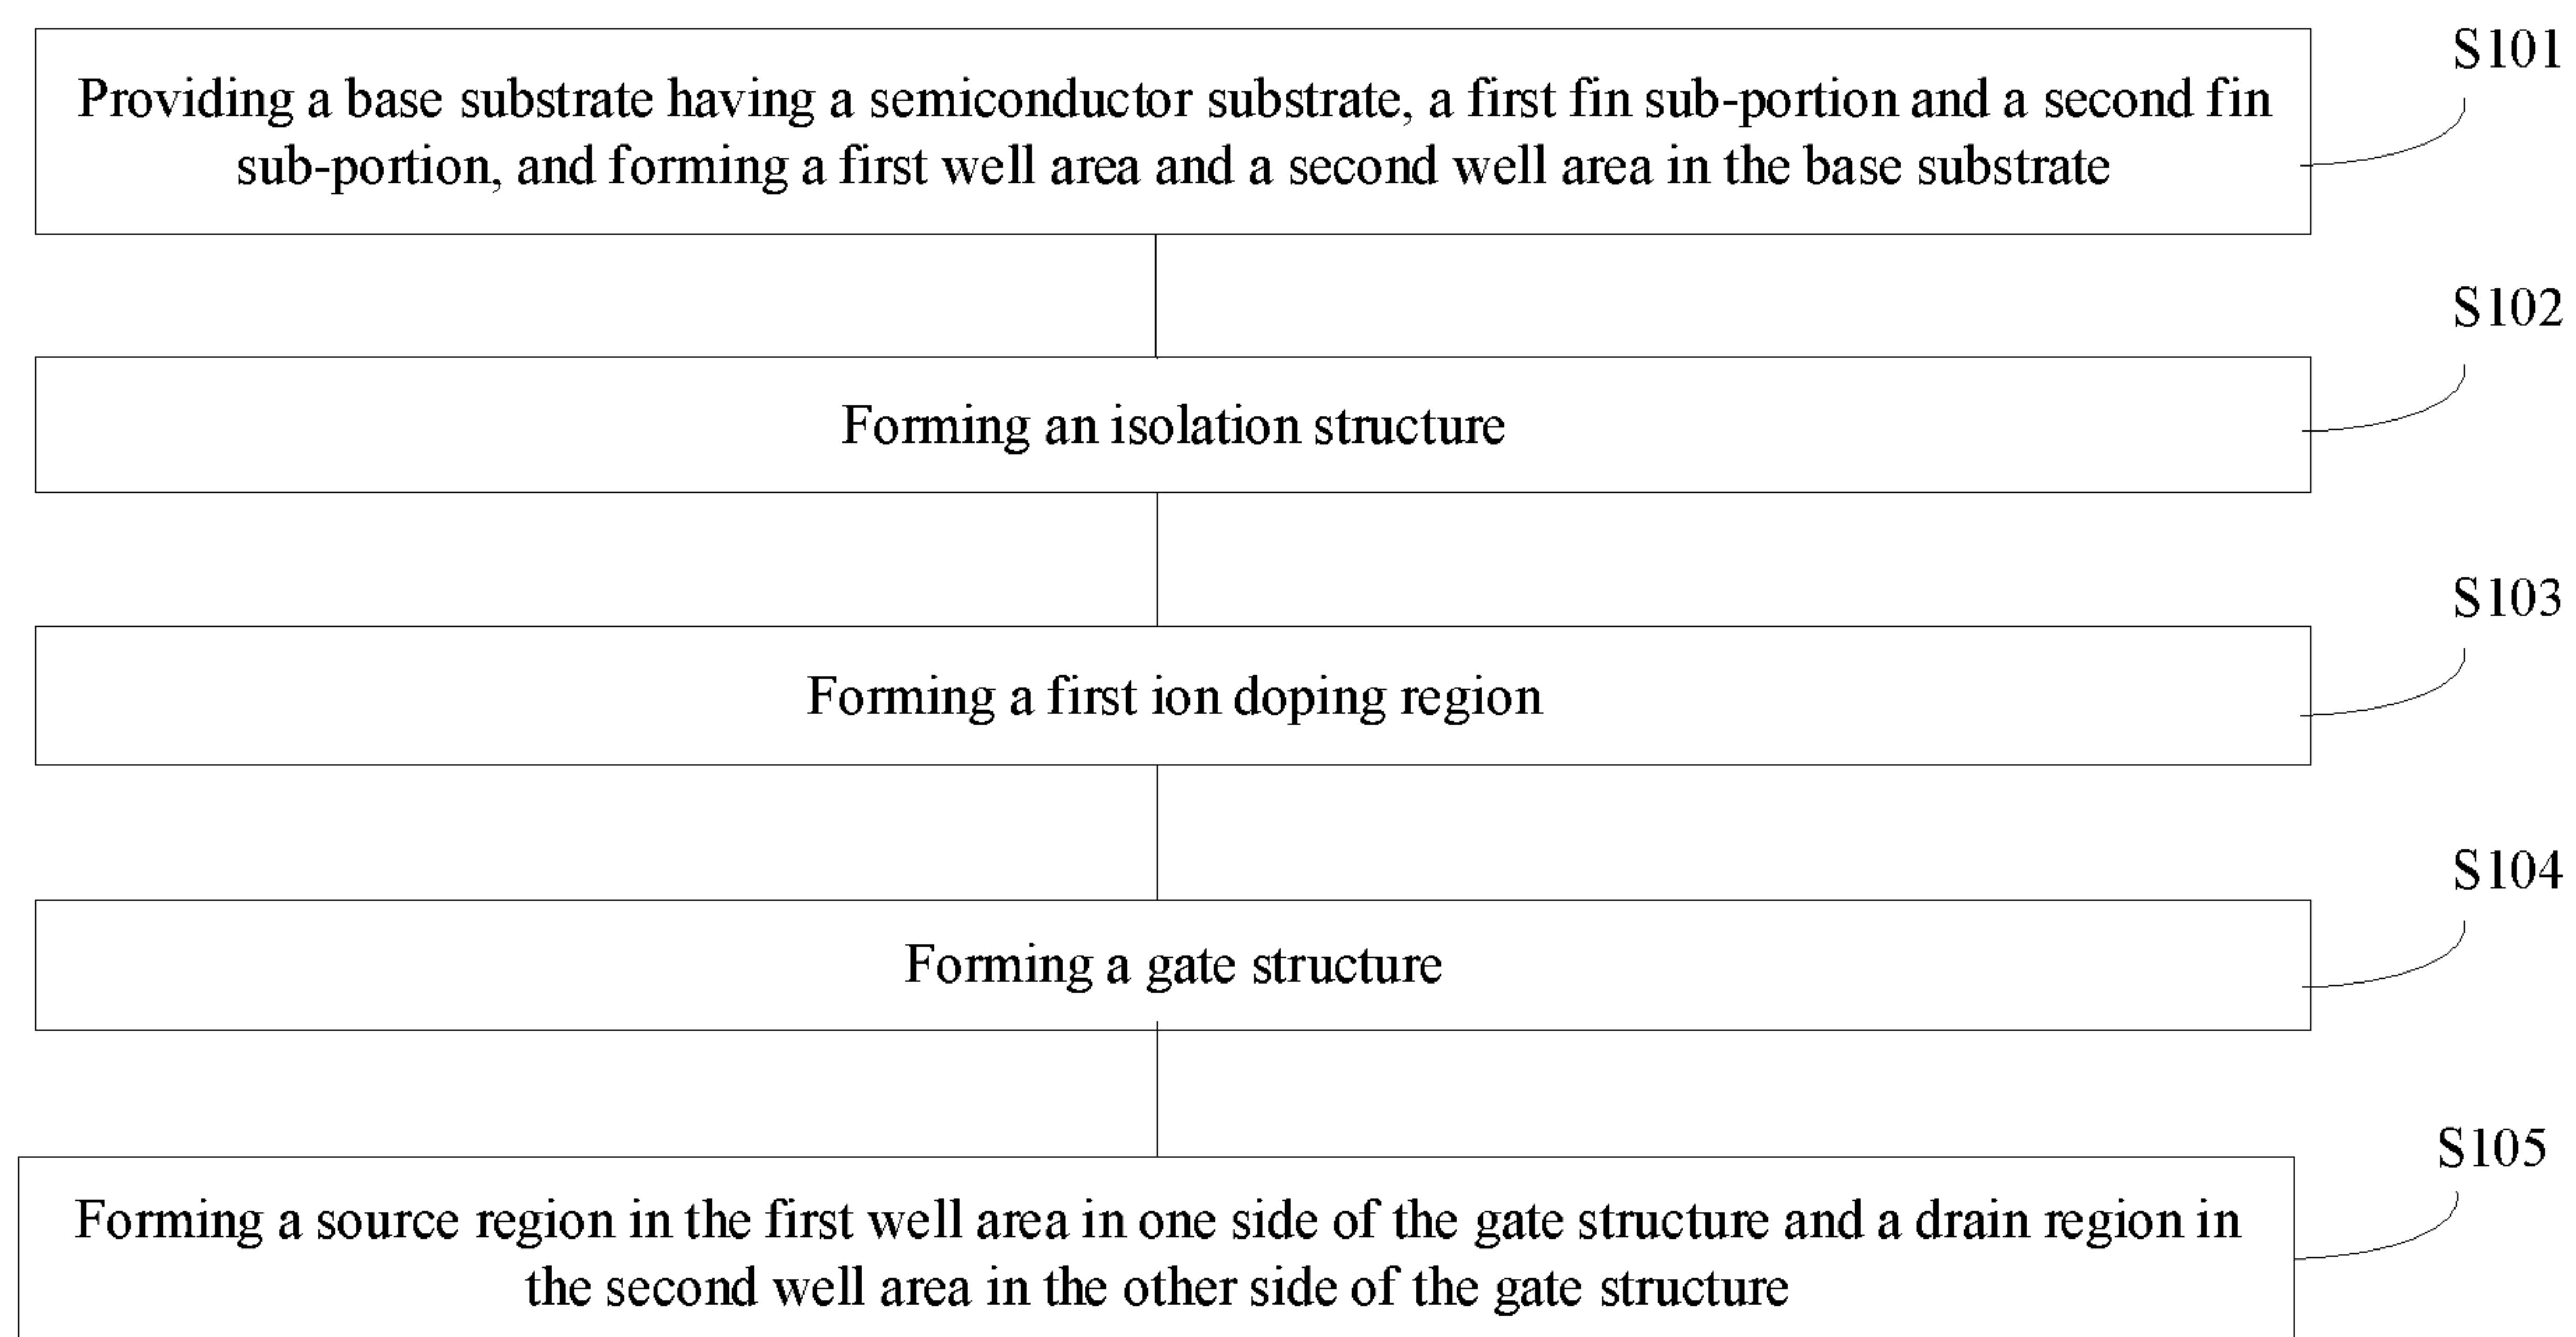 S101
Providing a base substrate having a semiconductor substrate, a first fin sub-portion and a second fin
sub-portion, and forming a first well area and a second well area in the base substrate
S102
Forming an isolation structure
S103
Forming a first ion doping region
S104
Forming a gate structure
S105
Forming a source region in the first well area in one side of the gate structure and a drain region in
the second well area in the other side of the gate structure